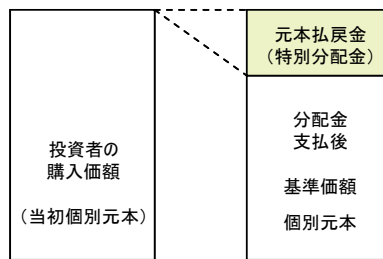 投資者の
購入価額
（当初個別元本）
元本払戻金
（特別分配金）
分配金
支払後
基準価額
個別元本